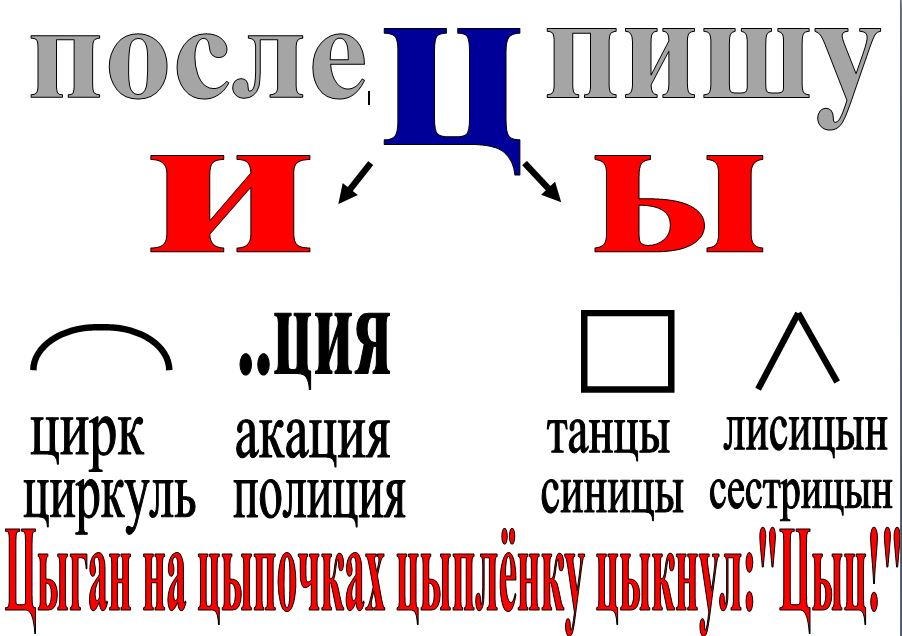 после Ц пишу
и ы
..ция
цирк акация танцы лисицын
циркуль полиция синицы сестрицын
Цыган на цыпочках цыплёнку цыкнул:"Цыц!"